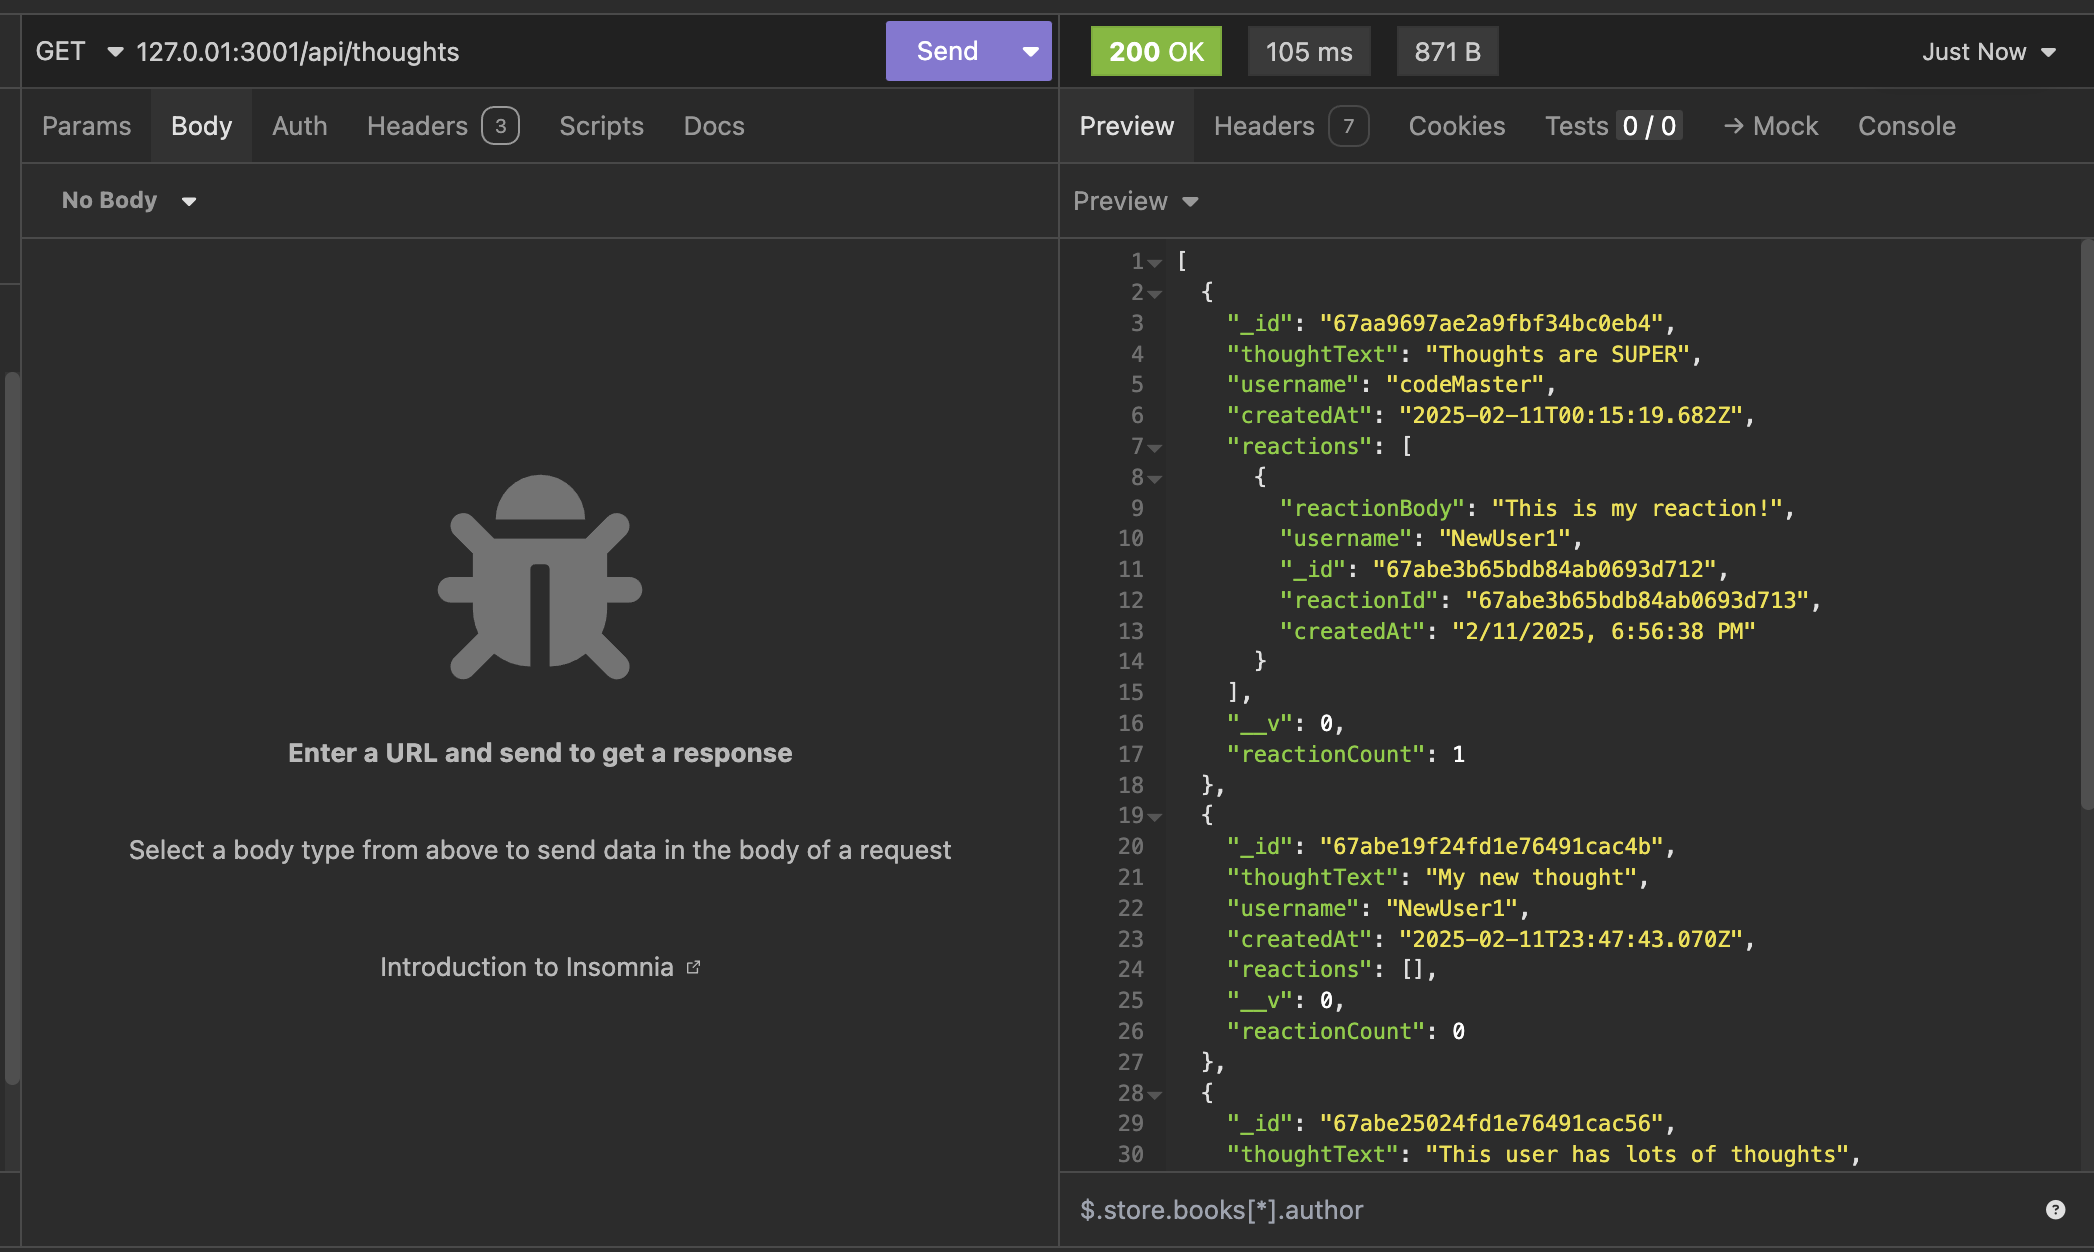 GET 127.0.01:3001/api/thoughts Send
200 OK 105 ms 871 B Just Now
Params Body Auth Headers 3 Scripts Docs
Preview Headers 7 Cookies Tests 0 / 0 → Mock Console
No Body
Preview
Enter a URL and send to get a response
Select a body type from above to send data in the body of a request
Introduction to Insomnia
1 [
2 {
3 "_id": "67aa9697ae2a9fbf34bc0eb4",
4 "thoughtText": "Thoughts are SUPER",
5 "username": "codeMaster",
6 "createdAt": "2025-02-11T00:15:19.682Z",
7 "reactions": [
8 {
9 "reactionBody": "This is my reaction!",
10 "username": "NewUser1",
11 "_id": "67abe3b65bdb84ab0693d712",
12 "reactionId": "67abe3b65bdb84ab0693d713",
13 "createdAt": "2/11/2025, 6:56:38 PM"
14 }
15 ],
16 "__v": 0,
17 "reactionCount": 1
18 },
19 {
20 "_id": "67abe19f24fd1e76491cac4b",
21 "thoughtText": "My new thought",
22 "username": "NewUser1",
23 "createdAt": "2025-02-11T23:47:43.070Z",
24 "reactions": [],
25 "__v": 0,
26 "reactionCount": 0
27 },
28 {
29 "_id": "67abe25024fd1e76491cac56",
30 "thoughtText": "This user has lots of thoughts",
$.store.books[*].author ?